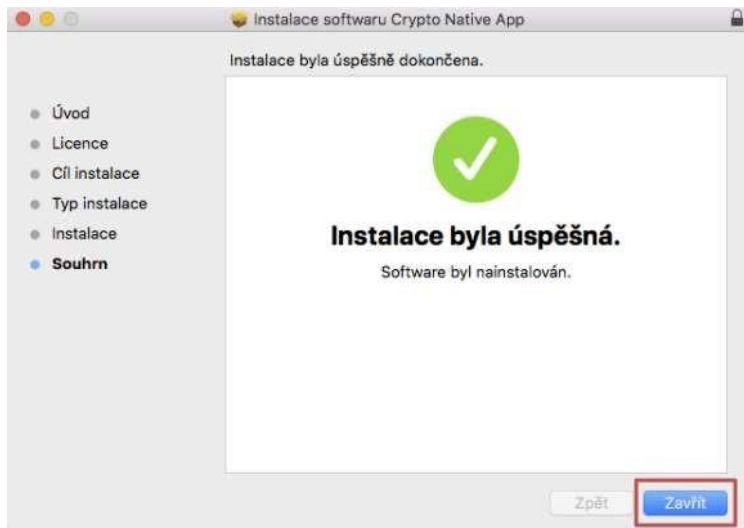 Instalace softwaru Crypto Native App
Instalace byla úspěšně dokončena.
Úvod
Licence
Cíl instalace
Typ instalace
Instalace
Souhrn
Instalace byla úspěšná.
Software byl nainstalován.
Zpět
Zavřít